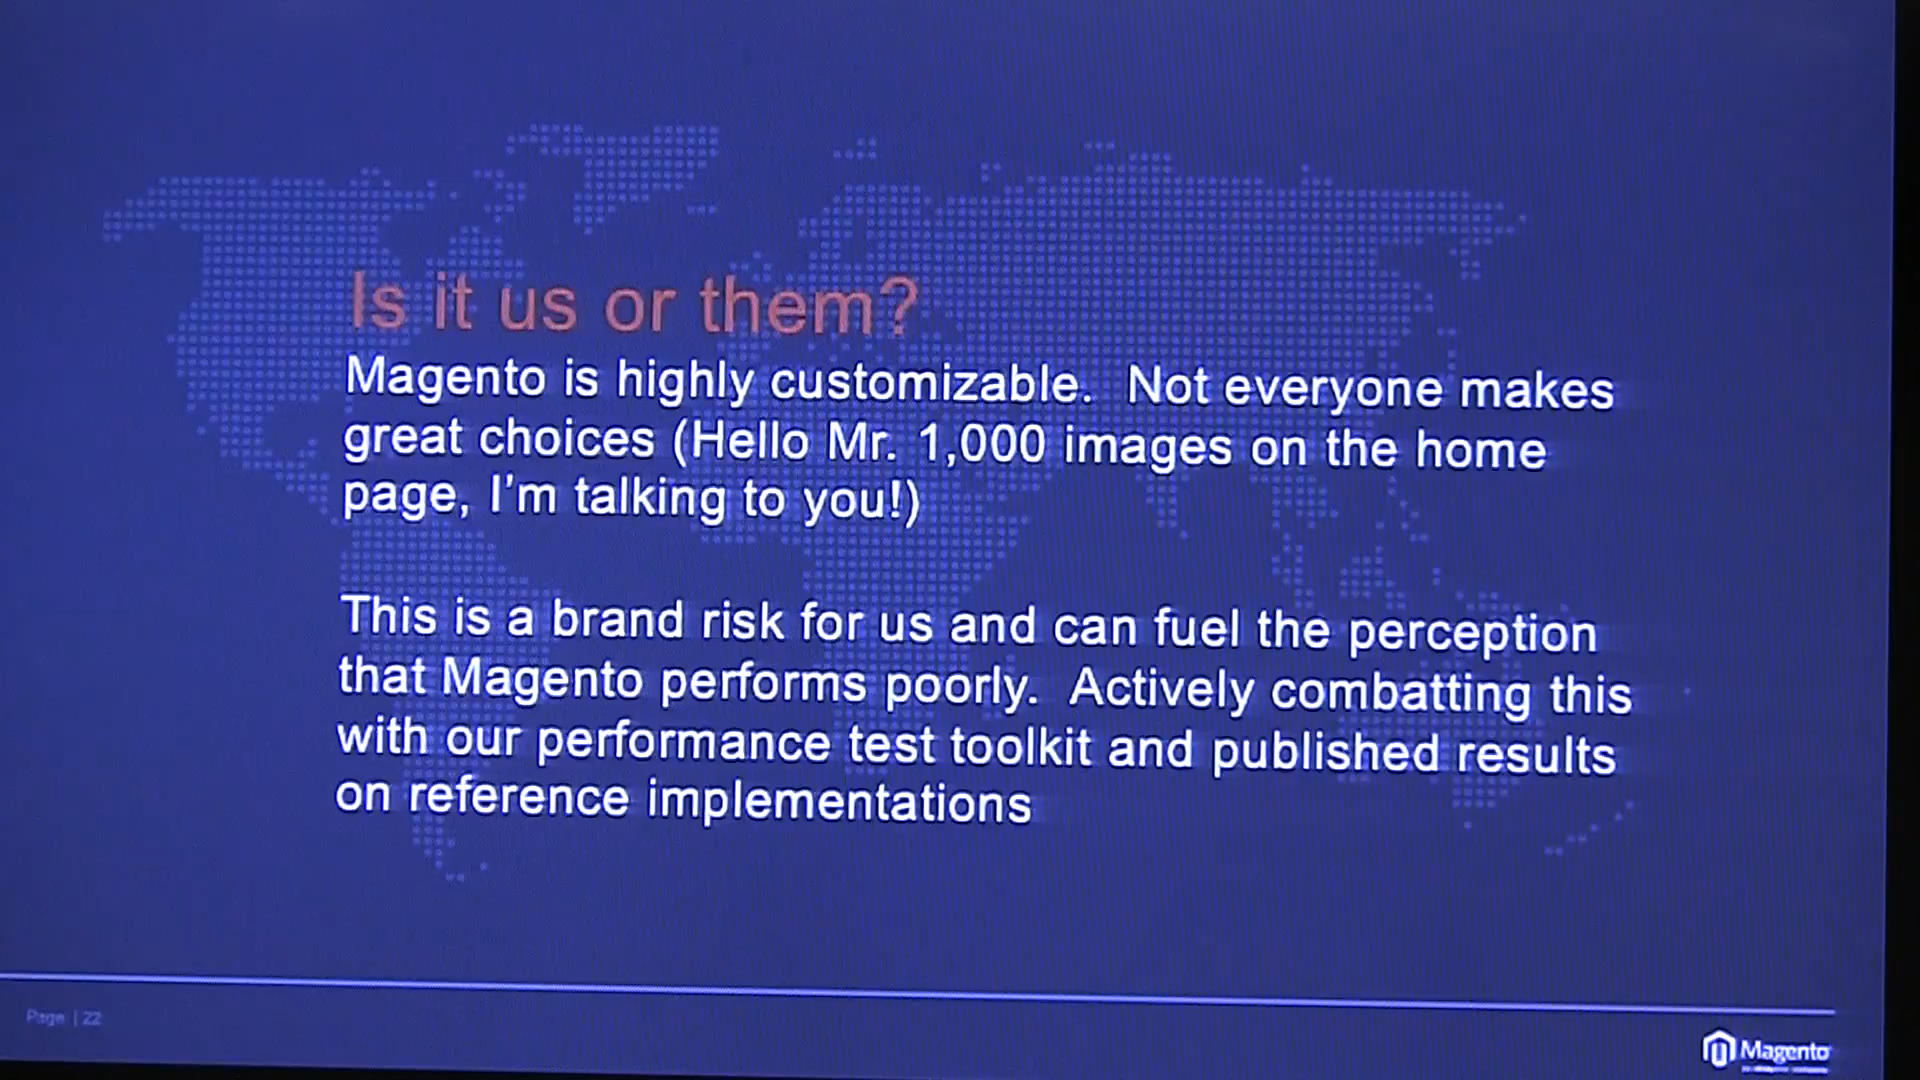 Is it us or them?
Magento is highly customizable. Not everyone makes
great choices (Hello Mr. 1,000 images on the home
page, I'm talking to you!)
This is a brand risk for us and can fuel the perception
that Magento performs poorly. Actively combatting this
with our performance test toolkit and published results
on reference implementations
Page | 22
Magento